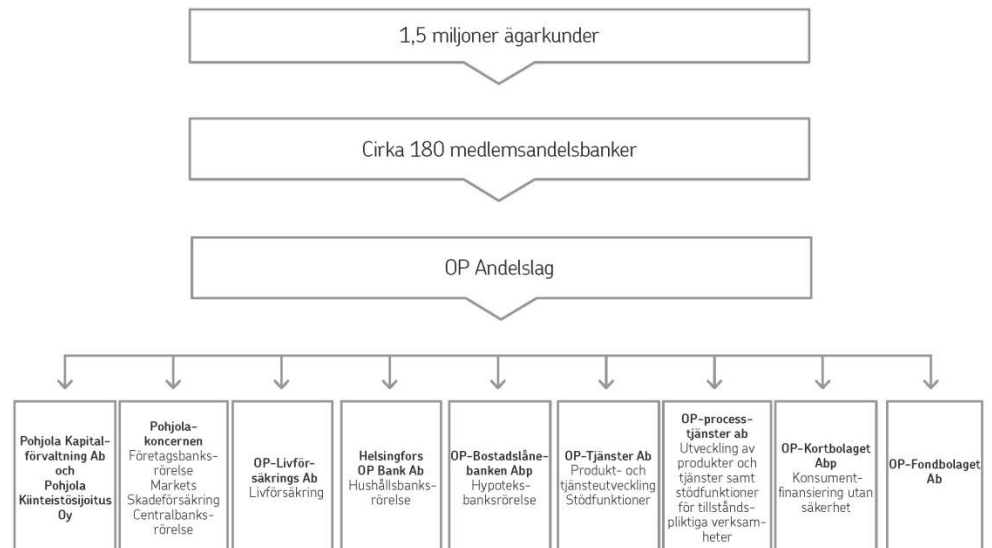 1,5 miljoner ägarkunder
Cirka 180 medlemsandelsbanker
OP Andelslag
Pohjola Kapital-
förvaltning Ab
och
Pohjola
Kiinteistösijoitus
Oy
Pohjola-
koncernen
Företagsbanks-
rörelse
Markets
Skadeförsäkring
Centralbanks-
rörelse
OP-Livför-
säkrings Ab
Livförsäkring
Helsingfors
OP Bank Ab
Hushållsbanks-
rörelse
OP-Bostadslåne-
banken Abp
Hypoteks-
banksrörelse
OP-Tjänster Ab
Produkt- och
tjänsteutveckling
Stödfunktioner
OP-process-
tjänster ab
Utveckling av
produkter och
tjänster samt
stödfunktioner
för tillstånds-
pliktiga verksam-
heter
OP-Kortbolaget
Abp
Konsument-
finansiering utan
säkerhet
OP-Fondbolaget
Ab